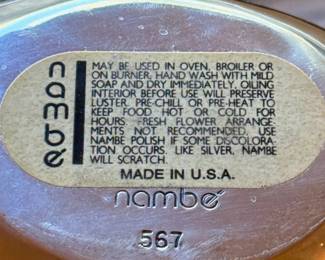 nambe
MAY BE USED IN OVEN, BROILER OR
ON BURNER. HAND WASH WITH MILD
SOAP AND DRY IMMEDIATELY. OILING
INTERIOR BEFORE USE WILL PRESERVE
LUSTER. PRE-CHILL OR PRE-HEAT TO
KEEP FOOD HOT OR COLD FOR
HOURS. FRESH FLOWER ARRANGE-
MENTS NOT RECOMMENDED. USE
NAMBE POLISH IF SOME DISCOLORA-
TION OCCURS. LIKE SILVER, NAMBE
WILL SCRATCH.
MADE IN U.S.A.
nambé
567